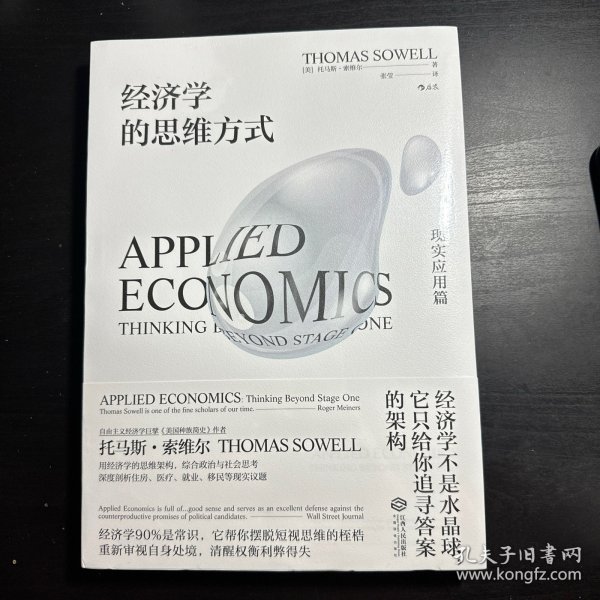 THOMAS SOWELL
[美] 托马斯·索维尔 著
张莹 译
后浪
经济学
的思维方式
现实应用篇
APPLIED
ECONOMICS
THINKING BEYOND STAGE ONE
APPLIED ECONOMICS: Thinking Beyond Stage One
Thomas Sowell is one of the fine scholars of our time. Roger Meiners
自由主义经济学巨擘《美国种族简史》作者
托马斯·索维尔 THOMAS SOWELL
用经济学的思维架构，综合政治与社会思考
深度剖析住房、医疗、就业、移民等现实议题
Applied Economics is full of...good sense and serves as an excellent defense against the
counterproductive promises of political candidates. Wall Street Journal
经济学90%是常识，它帮你摆脱短视思维的桎梏
重新审视自身处境，清醒权衡利弊得失
经济学不是水晶球
它只给你追寻答案
的架构
江西人民出版社
孔夫子旧书网
www.kongfz.com